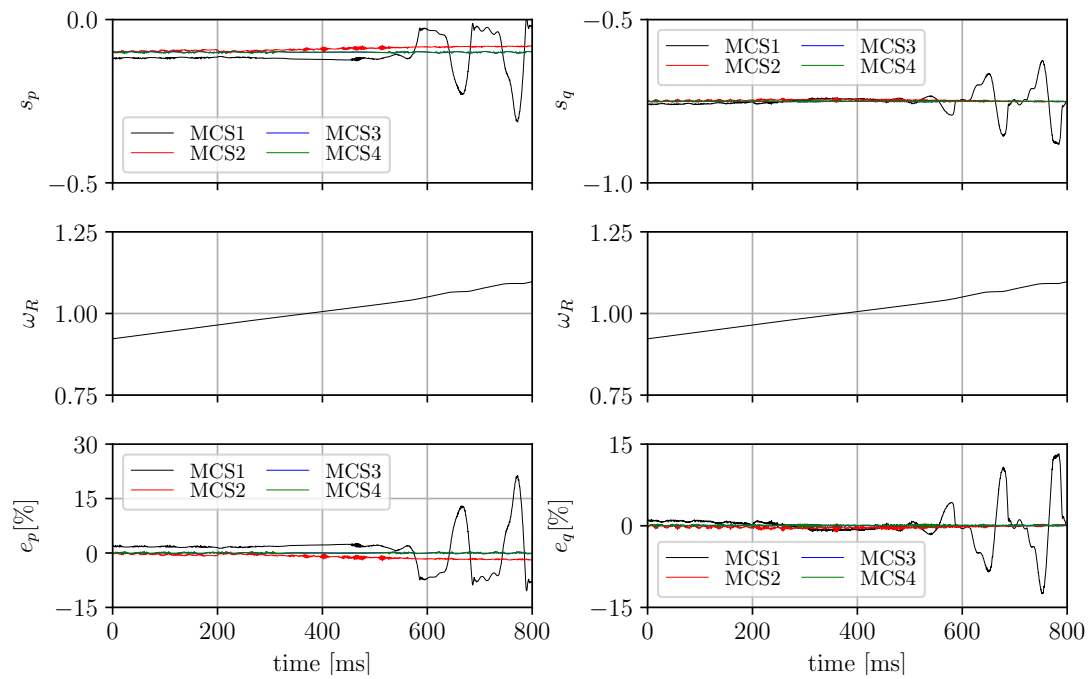 0.0
−0.5
s_p
MCS1 MCS3
MCS2 MCS4
−0.5
−1.0
s_q
MCS1 MCS3
MCS2 MCS4
1.25
1.00
0.75
ω_R
1.25
1.00
0.75
ω_R
30
15
0
−15
e_p[%]
MCS1 MCS3
MCS2 MCS4
0 200 400 600 800
time [ms]
15
0
−15
e_q[%]
MCS1 MCS3
MCS2 MCS4
0 200 400 600 800
time [ms]